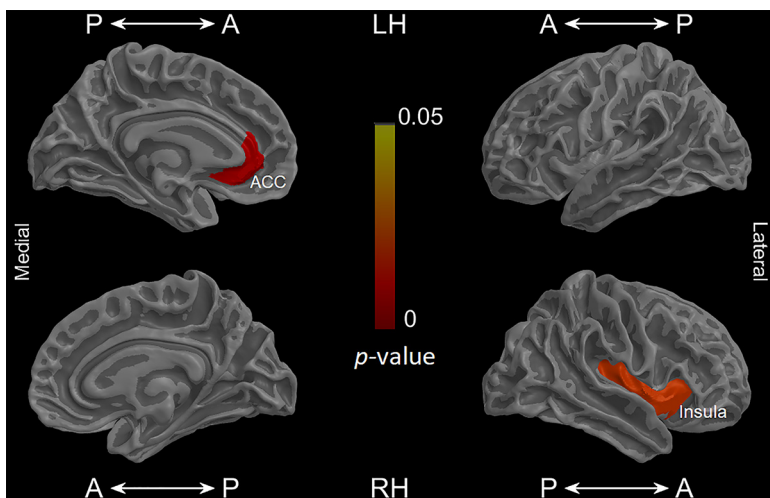 P A LH A P
0.05
ACC
Medial
Lateral
0
p-value
Insula
A P RH P A